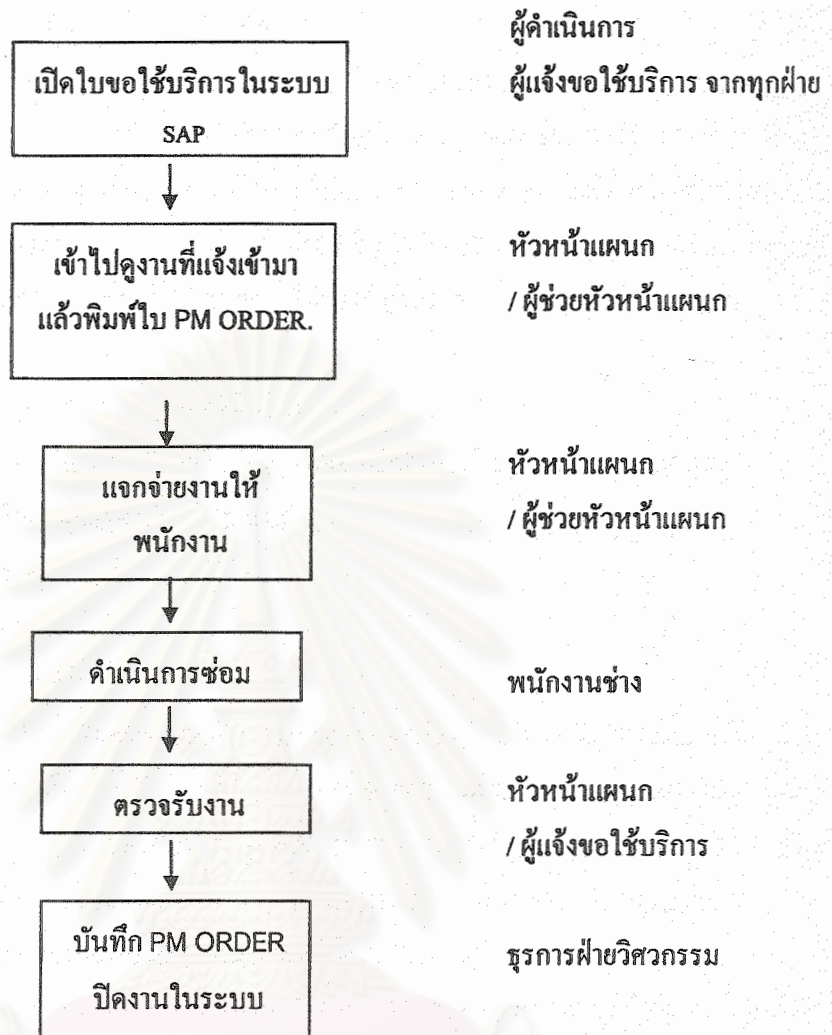 ผู้ดำเนินการ
เปิดใบขอใช้บริการในระบบ
SAP
ผู้แจ้งขอใช้บริการ จากทุกฝ่าย
เข้าไปดูงานที่แจ้งเข้ามา
แล้วพิมพ์ใบ PM ORDER.
หัวหน้าแผนก
/ ผู้ช่วยหัวหน้าแผนก
แจกจ่ายงานให้
พนักงาน
หัวหน้าแผนก
/ ผู้ช่วยหัวหน้าแผนก
ดำเนินการซ่อม
พนักงานช่าง
ตรวจรับงาน
หัวหน้าแผนก
/ ผู้แจ้งขอใช้บริการ
บันทึก PM ORDER
ปิดงานในระบบ
ธุรการฝ่ายวิศวกรรม